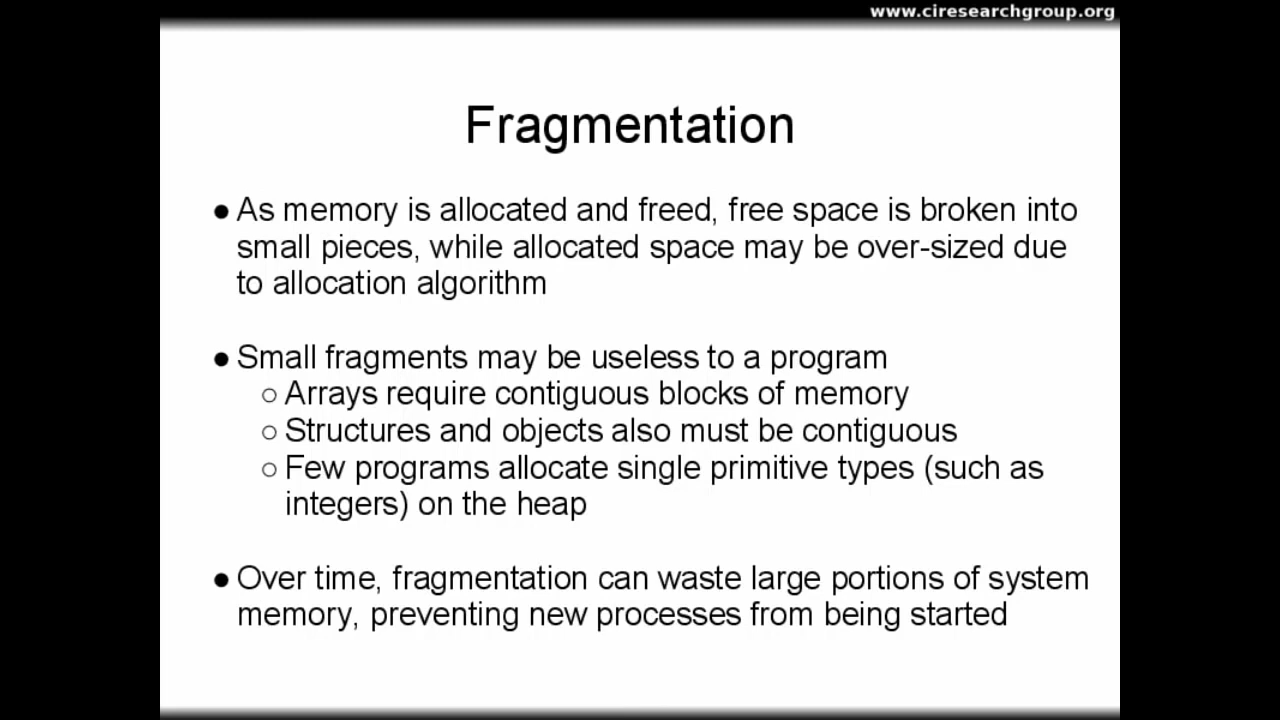 www.ciresearchgroup.org
Fragmentation
● As memory is allocated and freed, free space is broken into
small pieces, while allocated space may be over-sized due
to allocation algorithm
● Small fragments may be useless to a program
○ Arrays require contiguous blocks of memory
○ Structures and objects also must be contiguous
○ Few programs allocate single primitive types (such as
integers) on the heap
● Over time, fragmentation can waste large portions of system
memory, preventing new processes from being started